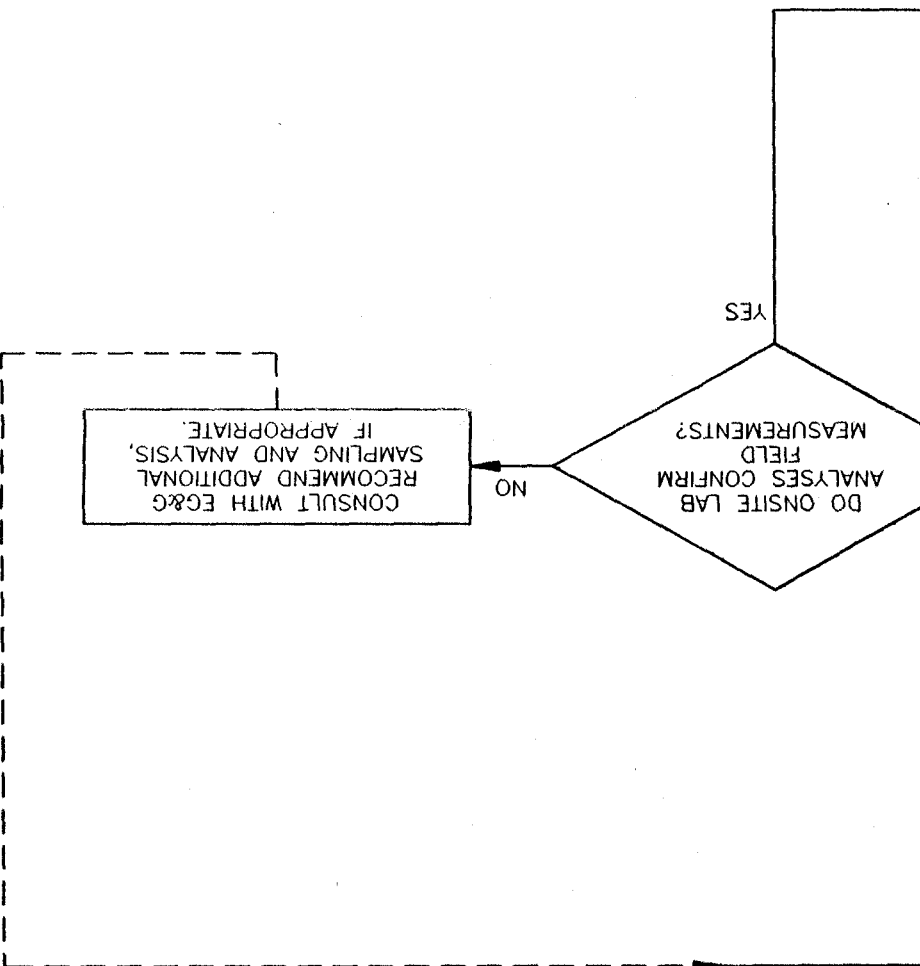 DO ONSITE LAB
ANALYSES CONFIRM
FIELD
MEASUREMENTS?
NO
CONSULT WITH EG&G
RECOMMEND ADDITIONAL
SAMPLING AND ANALYSIS,
IF APPROPRIATE.
YES